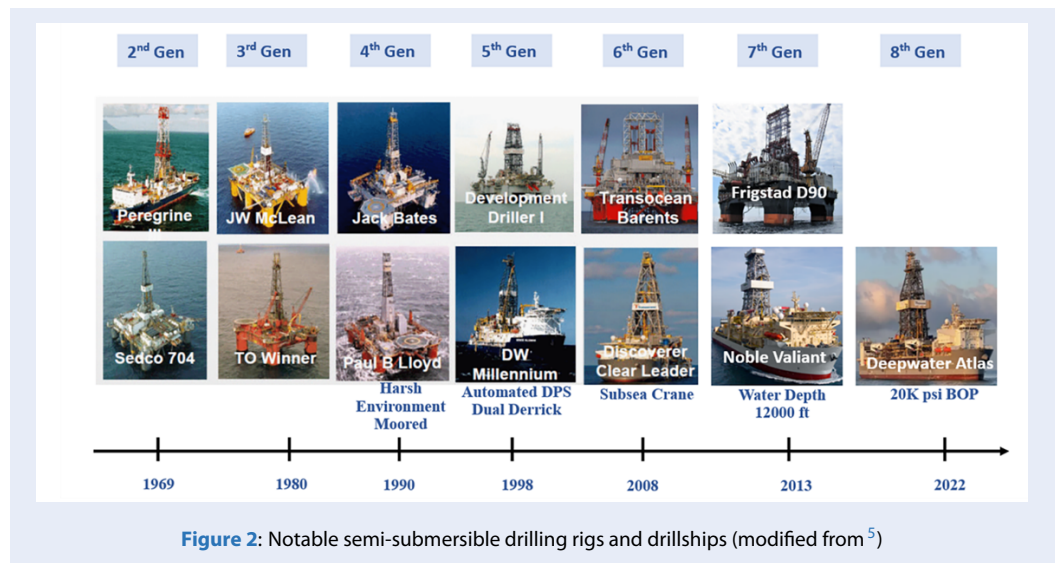 2nd Gen
3rd Gen
4th Gen
5th Gen
6th Gen
7th Gen
8th Gen
Peregrine
JW McLean
Jack Bates
Development
Driller I
Transocean
Barents
Frigstad D90
Sedco 704
TO Winner
Paul B Lloyd
DW
Millennium
Discoverer
Clear Leader
Noble Valiant
Deepwater Atlas
Harsh
Environment
Moored
Automated DPS
Dual Derrick
Subsea Crane
Water Depth
12000 ft
20K psi BOP
1969
1980
1990
1998
2008
2013
2022
Figure 2: Notable semi-submersible drilling rigs and drillships (modified from 5)